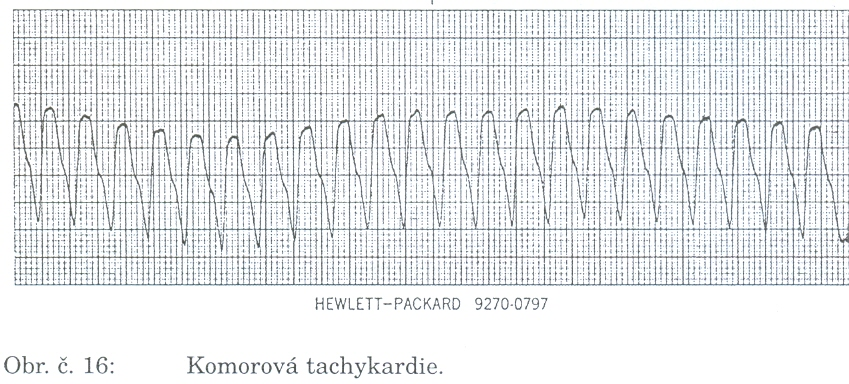 HEWLETT-PACKARD 9270-0797
Obr. č. 16: Komorová tachykardie.